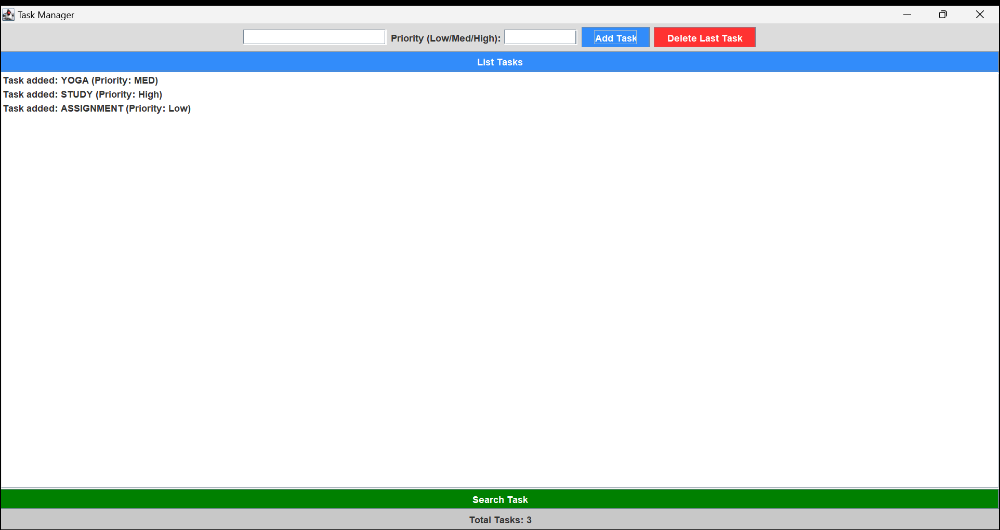 Task Manager
Priority (Low/Med/High): Add Task Delete Last Task
List Tasks
Task added: YOGA (Priority: MED)
Task added: STUDY (Priority: High)
Task added: ASSIGNMENT (Priority: Low)
Search Task
Total Tasks: 3